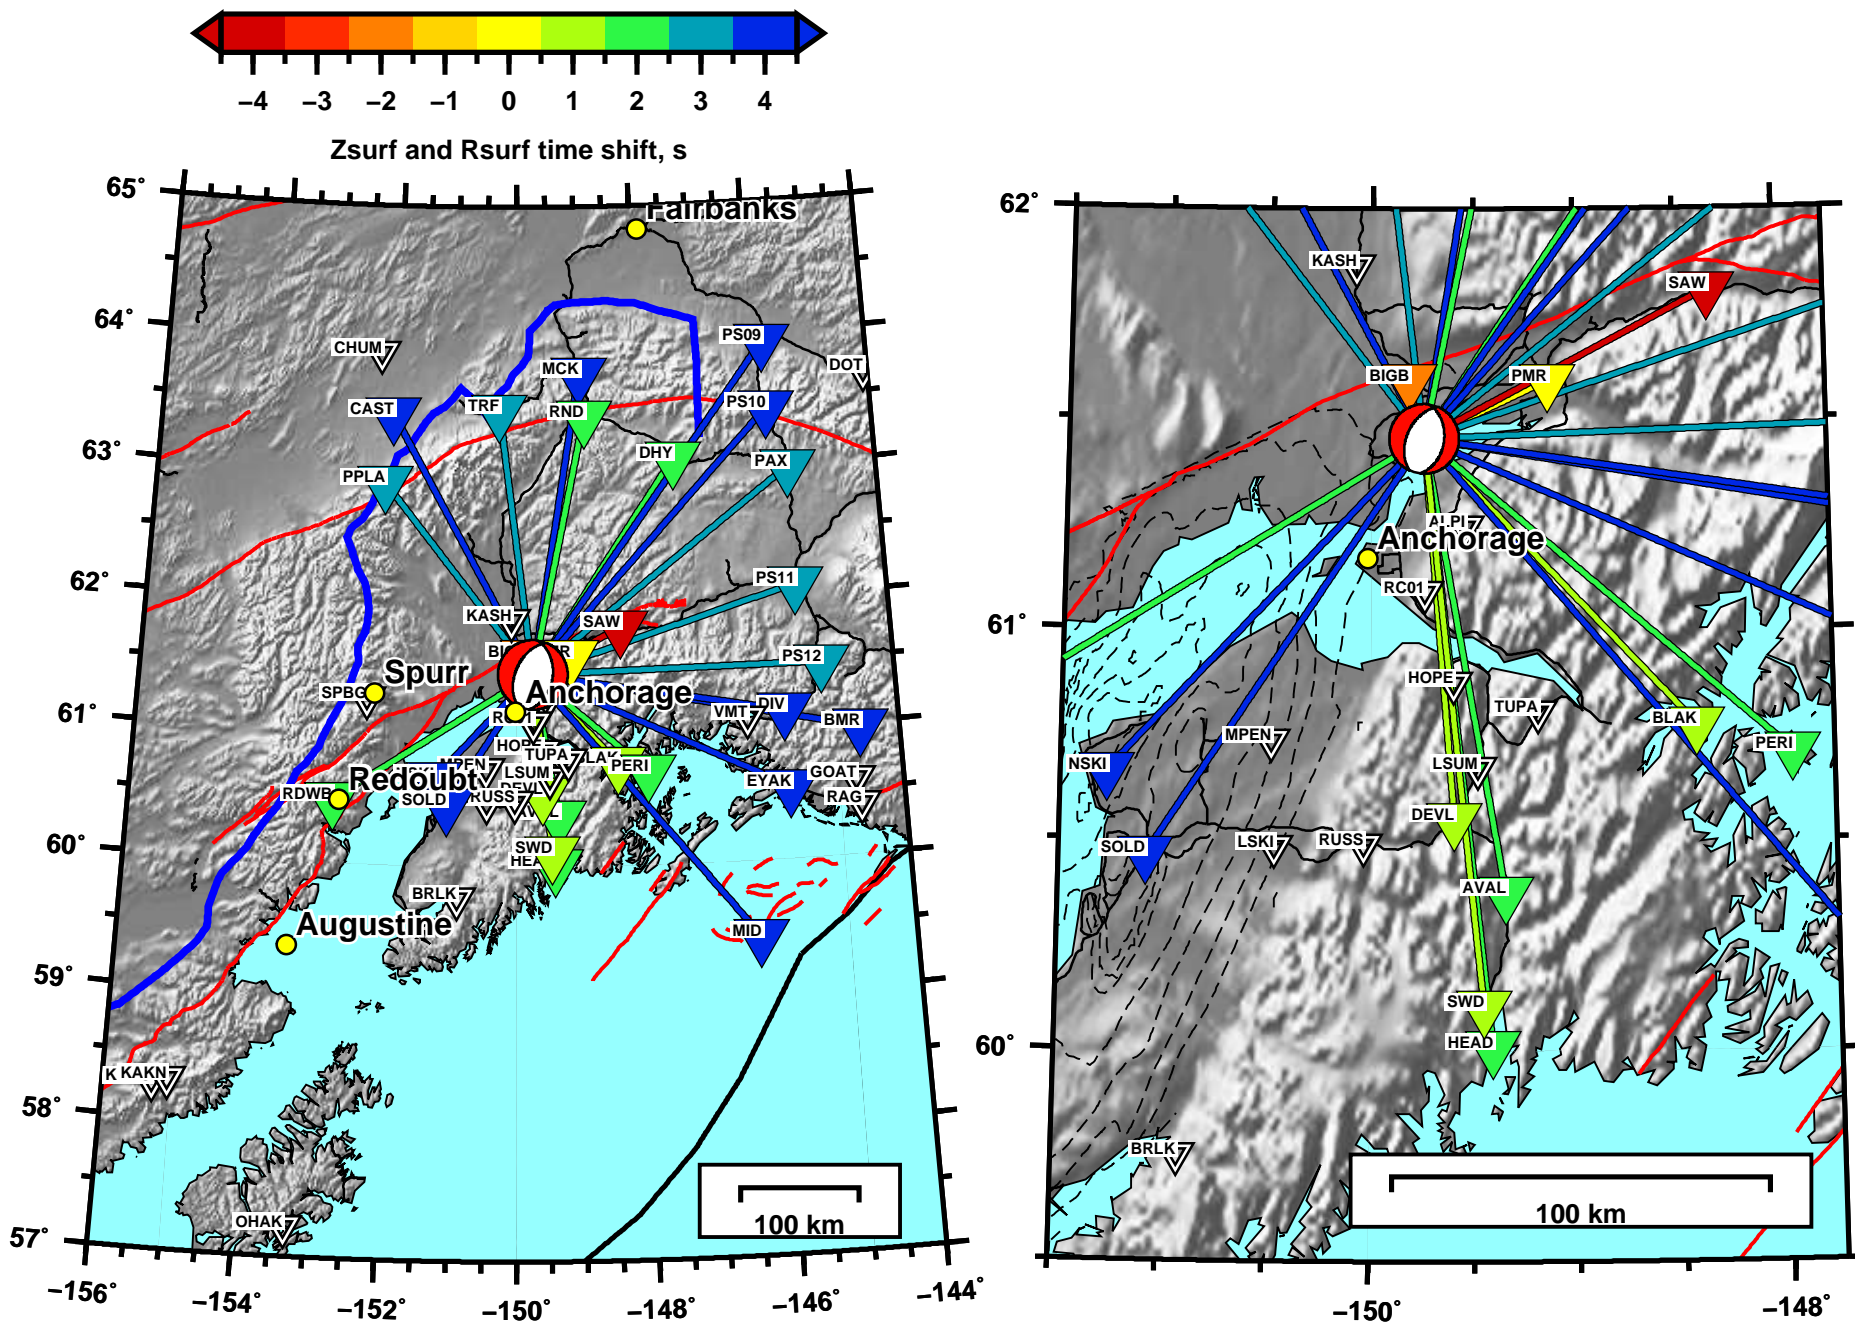 −4 −3 −2 −1 0 1 2 3 4
Zsurf and Rsurf time shift, s
65˚
Fairbanks
64˚
PS09
CHUM
DOT
MCK
CAST
TRF
RND
PS10
63˚
DHY
PAX
PPLA
62˚
PS11
KASH
SAW
PS12
Spurr
SPBG
Anchorage
61˚
VMT
DIV
BMR
TUPA
PERI
LSUM
EYAK
GOAT
Redoubt
RDWB
SOLD
RUSS
RAG
60˚
SWD
BRLK
Augustine
MID
59˚
KAKN
58˚
OHAK
100 km
57˚
−156˚ −154˚ −152˚ −150˚ −148˚ −146˚ −144˚
62˚
KASH
SAW
BIGB
PMR
ALPI
Anchorage
RC01
61˚
HOPE
TUPA
BLAK
MPEN
PERI
NSKI
LSUM
DEVL
SOLD
LSKI
RUSS
AVAL
SWD
60˚
HEAD
BRLK
100 km
−150˚ −148˚